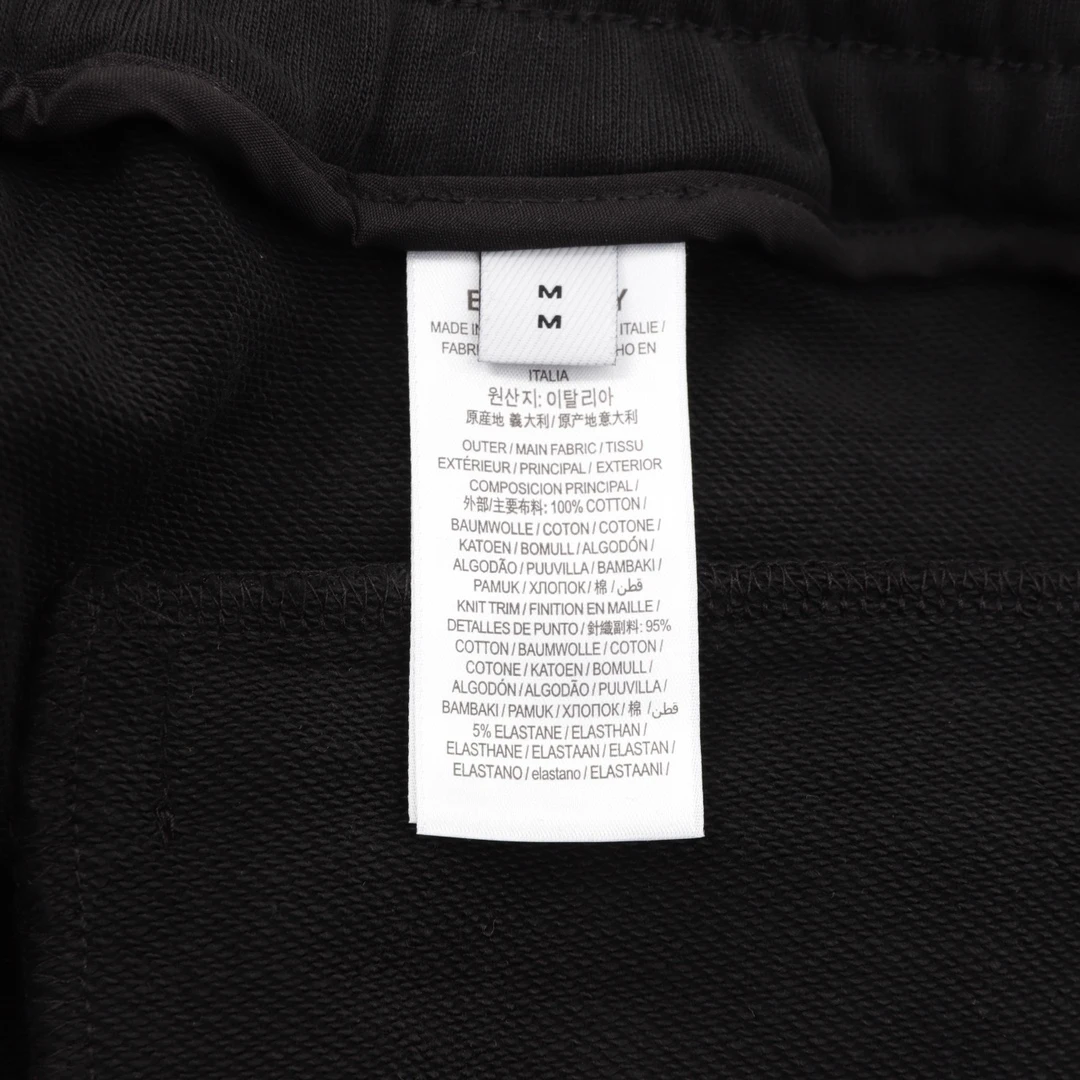 M
M
MADE IN ITALIE /
EN
ITALIA
원산지: 이탈리아
原産地 義大利 / 原产地意大利
OUTER / MAIN FABRIC / TISSU
EXTÉRIEUR / PRINCIPAL / EXTERIOR
COMPOSICION PRINCIPAL /
外部/主要布料: 100% COTTON /
BAUMWOLLE / COTON / COTONE /
KATOEN / BOMULL / ALGODÓN /
ALGODÃO / PUUVILLA / BAMBAKI /
PAMUK / ХЛОПОК / 棉 / قطن
KNIT TRIM / FINITION EN MAILLE /
DETALLES DE PUNTO / 針織副料: 95%
COTTON / BAUMWOLLE / COTON /
COTONE / KATOEN / BOMULL /
ALGODÓN / ALGODÃO / PUUVILLA /
BAMBAKI / PAMUK / ХЛОПОК / 棉 / قطن
5% ELASTANE / ELASTHAN /
ELASTHANE / ELASTAAN / ELASTAN /
ELASTANO / elastano / ELASTAANI /